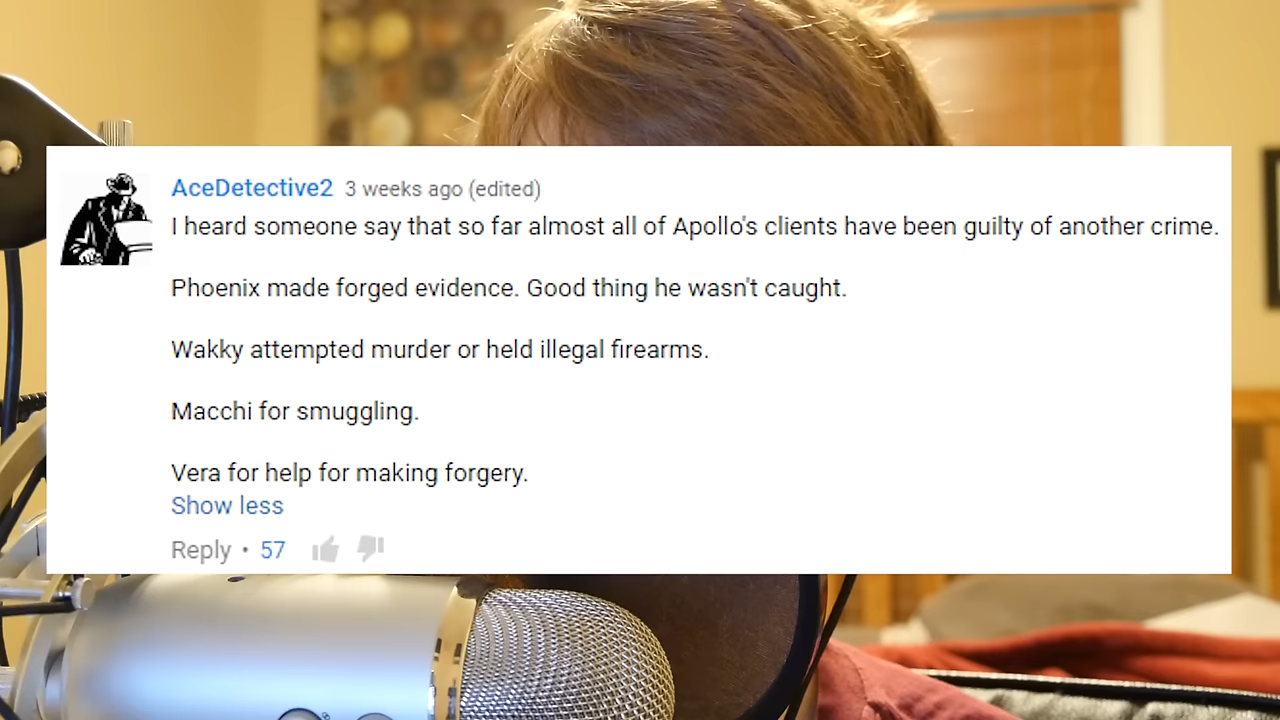 AceDetective2 3 weeks ago (edited)
I heard someone say that so far almost all of Apollo's clients have been guilty of another crime.
Phoenix made forged evidence. Good thing he wasn't caught.
Wakky attempted murder or held illegal firearms.
Macchi for smuggling.
Vera for help for making forgery.
Show less
Reply • 57